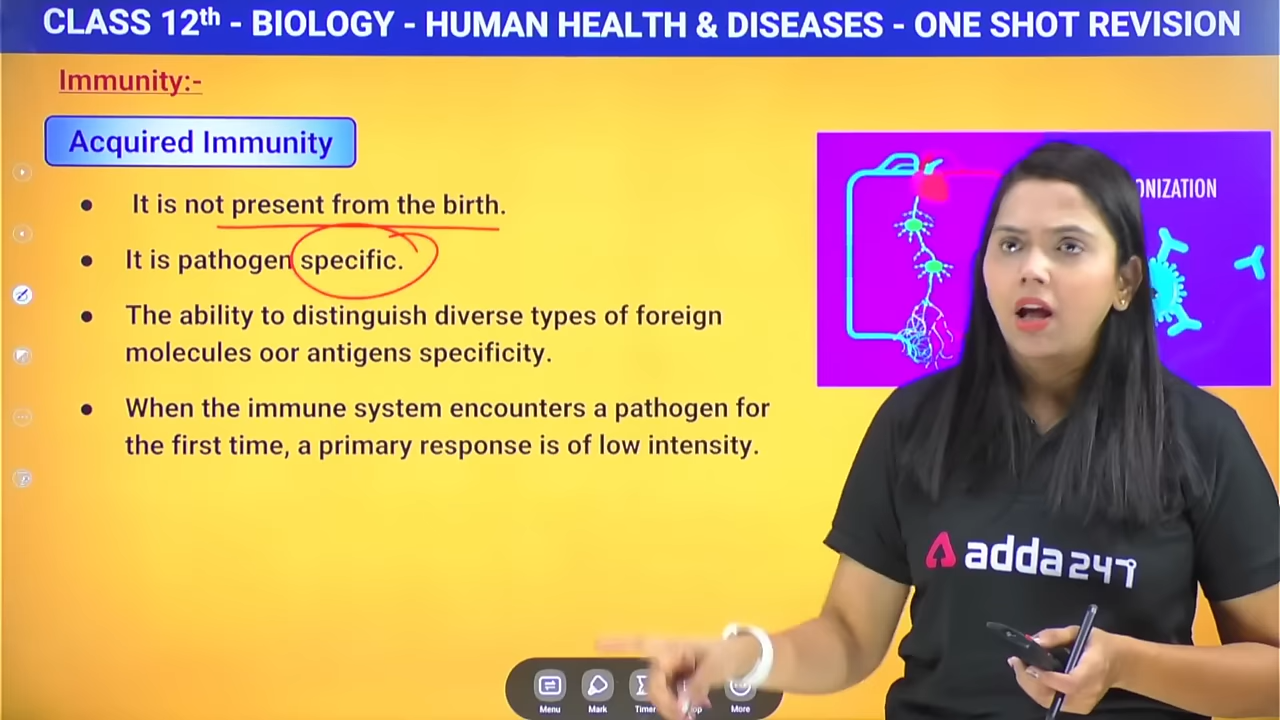 CLASS 12th - BIOLOGY - HUMAN HEALTH & DISEASES - ONE SHOT REVISION
Immunity:-
Acquired Immunity
• It is not present from the birth.
• It is pathogen specific.
• The ability to distinguish diverse types of foreign
molecules oor antigens specificity.
• When the immune system encounters a pathogen for
the first time, a primary response is of low intensity.
adda247
Menu
Mark
Timer
More